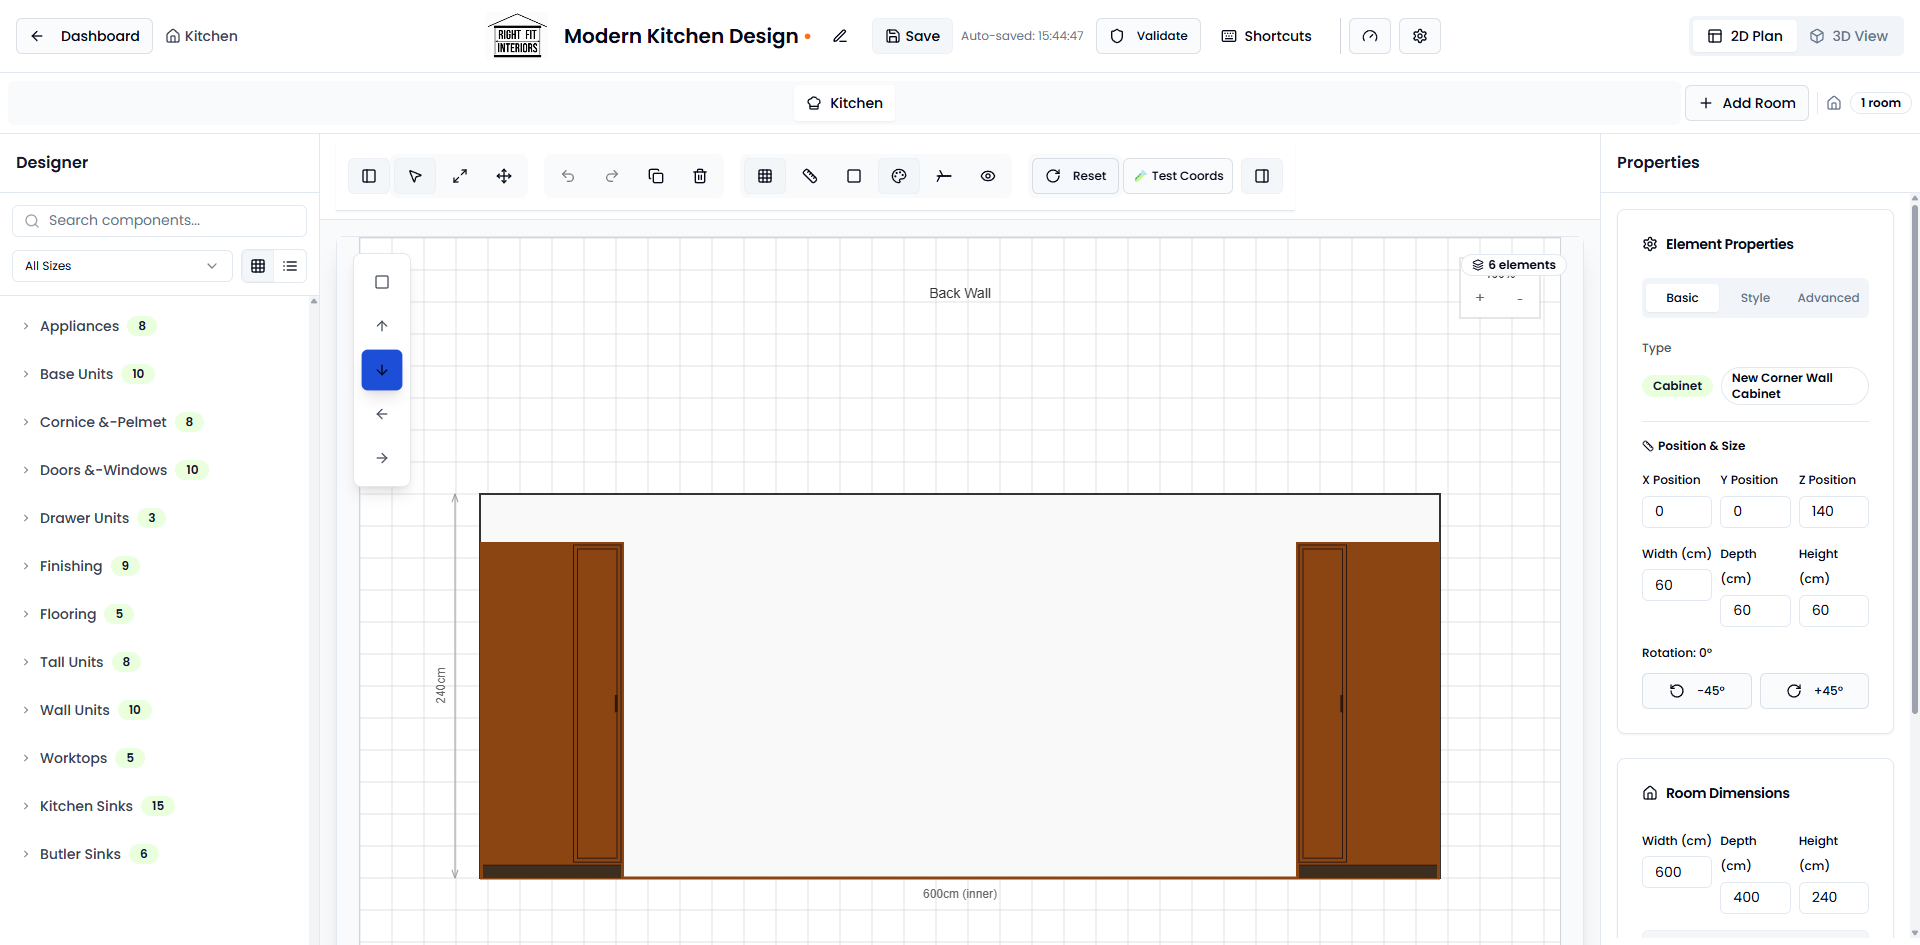 Dashboard
Kitchen
RIGHT FIT
INTERIORS
Modern Kitchen Design
Save
Auto-saved: 15:44:47
Validate
Shortcuts
2D Plan
3D View
Kitchen
Add Room
1 room
Designer
Search components...
All Sizes
Appliances 8
Base Units 10
Cornice &-Pelmet 8
Doors &-Windows 10
Drawer Units 3
Finishing 9
Flooring 5
Tall Units 8
Wall Units 10
Worktops 5
Kitchen Sinks 15
Butler Sinks 6
Reset
Test Coords
6 elements
+ -
Back Wall
240cm
600cm (inner)
Properties
Element Properties
Basic Style Advanced
Type
Cabinet
New Corner Wall
Cabinet
Position & Size
X Position Y Position Z Position
0 0 140
Width (cm) Depth Height
(cm) (cm)
60
60 60
Rotation: 0°
-45° +45°
Room Dimensions
Width (cm) Depth Height
(cm) (cm)
600
400 240